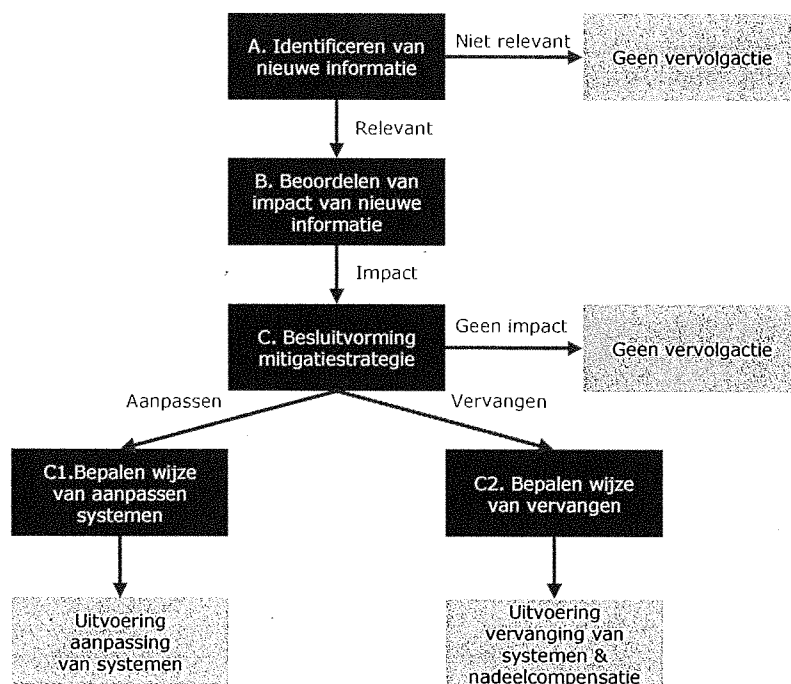 A. Identificeren van
nieuwe informatie
Niet relevant
Geen vervolgactie
Relevant
B. Beoordelen van
impact van nieuwe
informatie
Impact
C. Besluitvorming
mitigatiestrategie
Geen impact
Geen vervolgactie
Aanpassen
Vervangen
C1.Bepalen wijze
van aanpassen
systemen
C2. Bepalen wijze
van vervangen
Uitvoering
aanpassing
van systemen
Uitvoering
vervanging van
systemen &
nadeelcompensatie